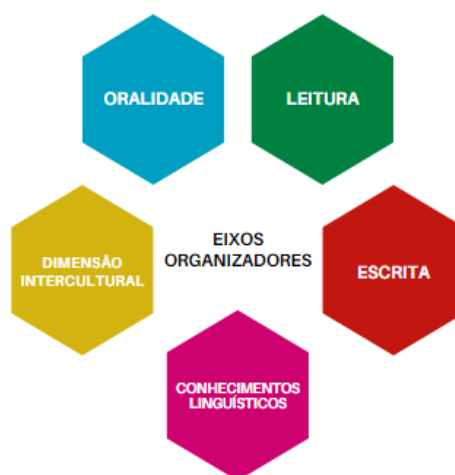 ORALIDADE
LEITURA
DIMENSÃO
INTERCULTURAL
EIXOS
ORGANIZADORES
ESCRITA
CONHECIMENTOS
LINGUÍSTICOS